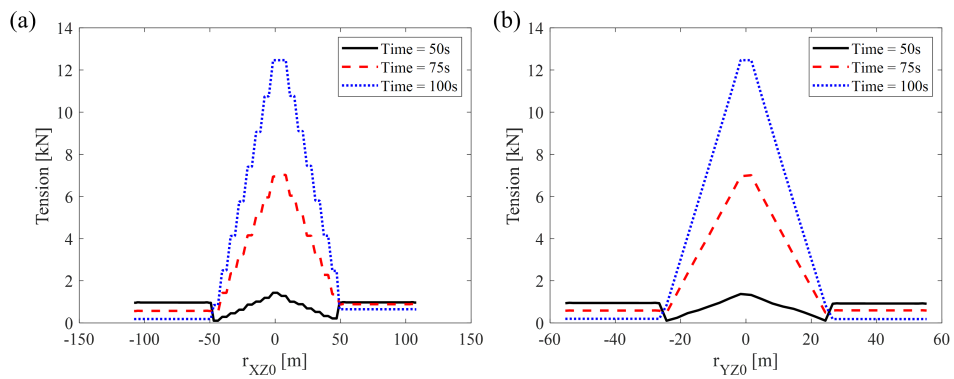 (a)
14
12
10
8
6
4
2
0
Tension [kN]
-150 -100 -50 0 50 100 150
r_XZ0 [m]
Time = 50s
Time = 75s
Time = 100s
(b)
14
12
10
8
6
4
2
0
Tension [kN]
-60 -40 -20 0 20 40 60
r_YZ0 [m]
Time = 50s
Time = 75s
Time = 100s